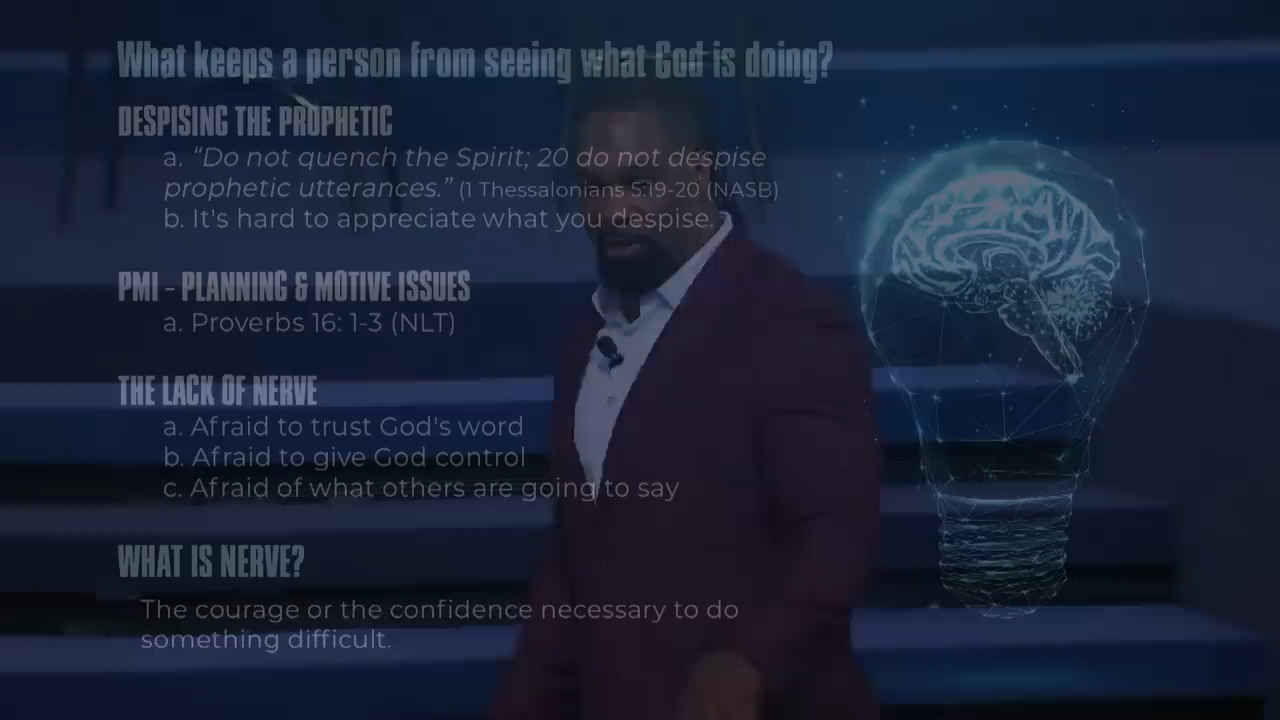 What keeps a person from seeing what God is doing?
DESPISING THE PROPHETIC
a. “Do not quench the Spirit; 20 do not despise
prophetic utterances.” (1 Thessalonians 5:19-20 (NASB)
b. It's hard to appreciate what you despise.
PMI - PLANNING & MOTIVE ISSUES
a. Proverbs 16: 1-3 (NLT)
THE LACK OF NERVE
a. Afraid to trust God's word
b. Afraid to give God control
c. Afraid of what others are going to say
WHAT IS NERVE?
The courage or the confidence necessary to do
something difficult.